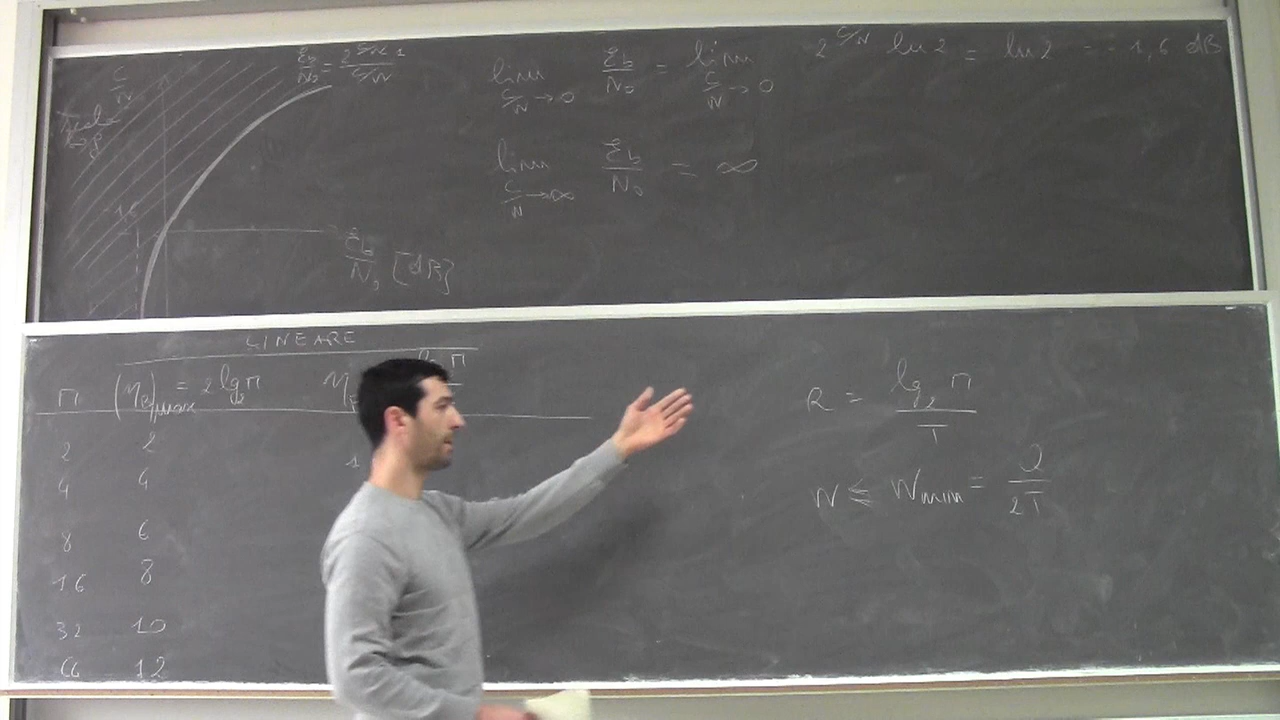 C/N
Eb/N0 = 2^C/W - 1 / C/W
lim C/W→0 Eb/N0 = lim C/W→0 2^C/W ln 2 = ln 2 = -1,6 dB
-1,6
lim C/W→∞ Eb/N0 = ∞
Eb/N0 [dB]
LINEARE
M (ηB)max = 2 lg2 M
2 2
4 4
8 6
16 8
32 10
64 12
R = lg2 M / T
W ≤ Wmin = Q / 2T